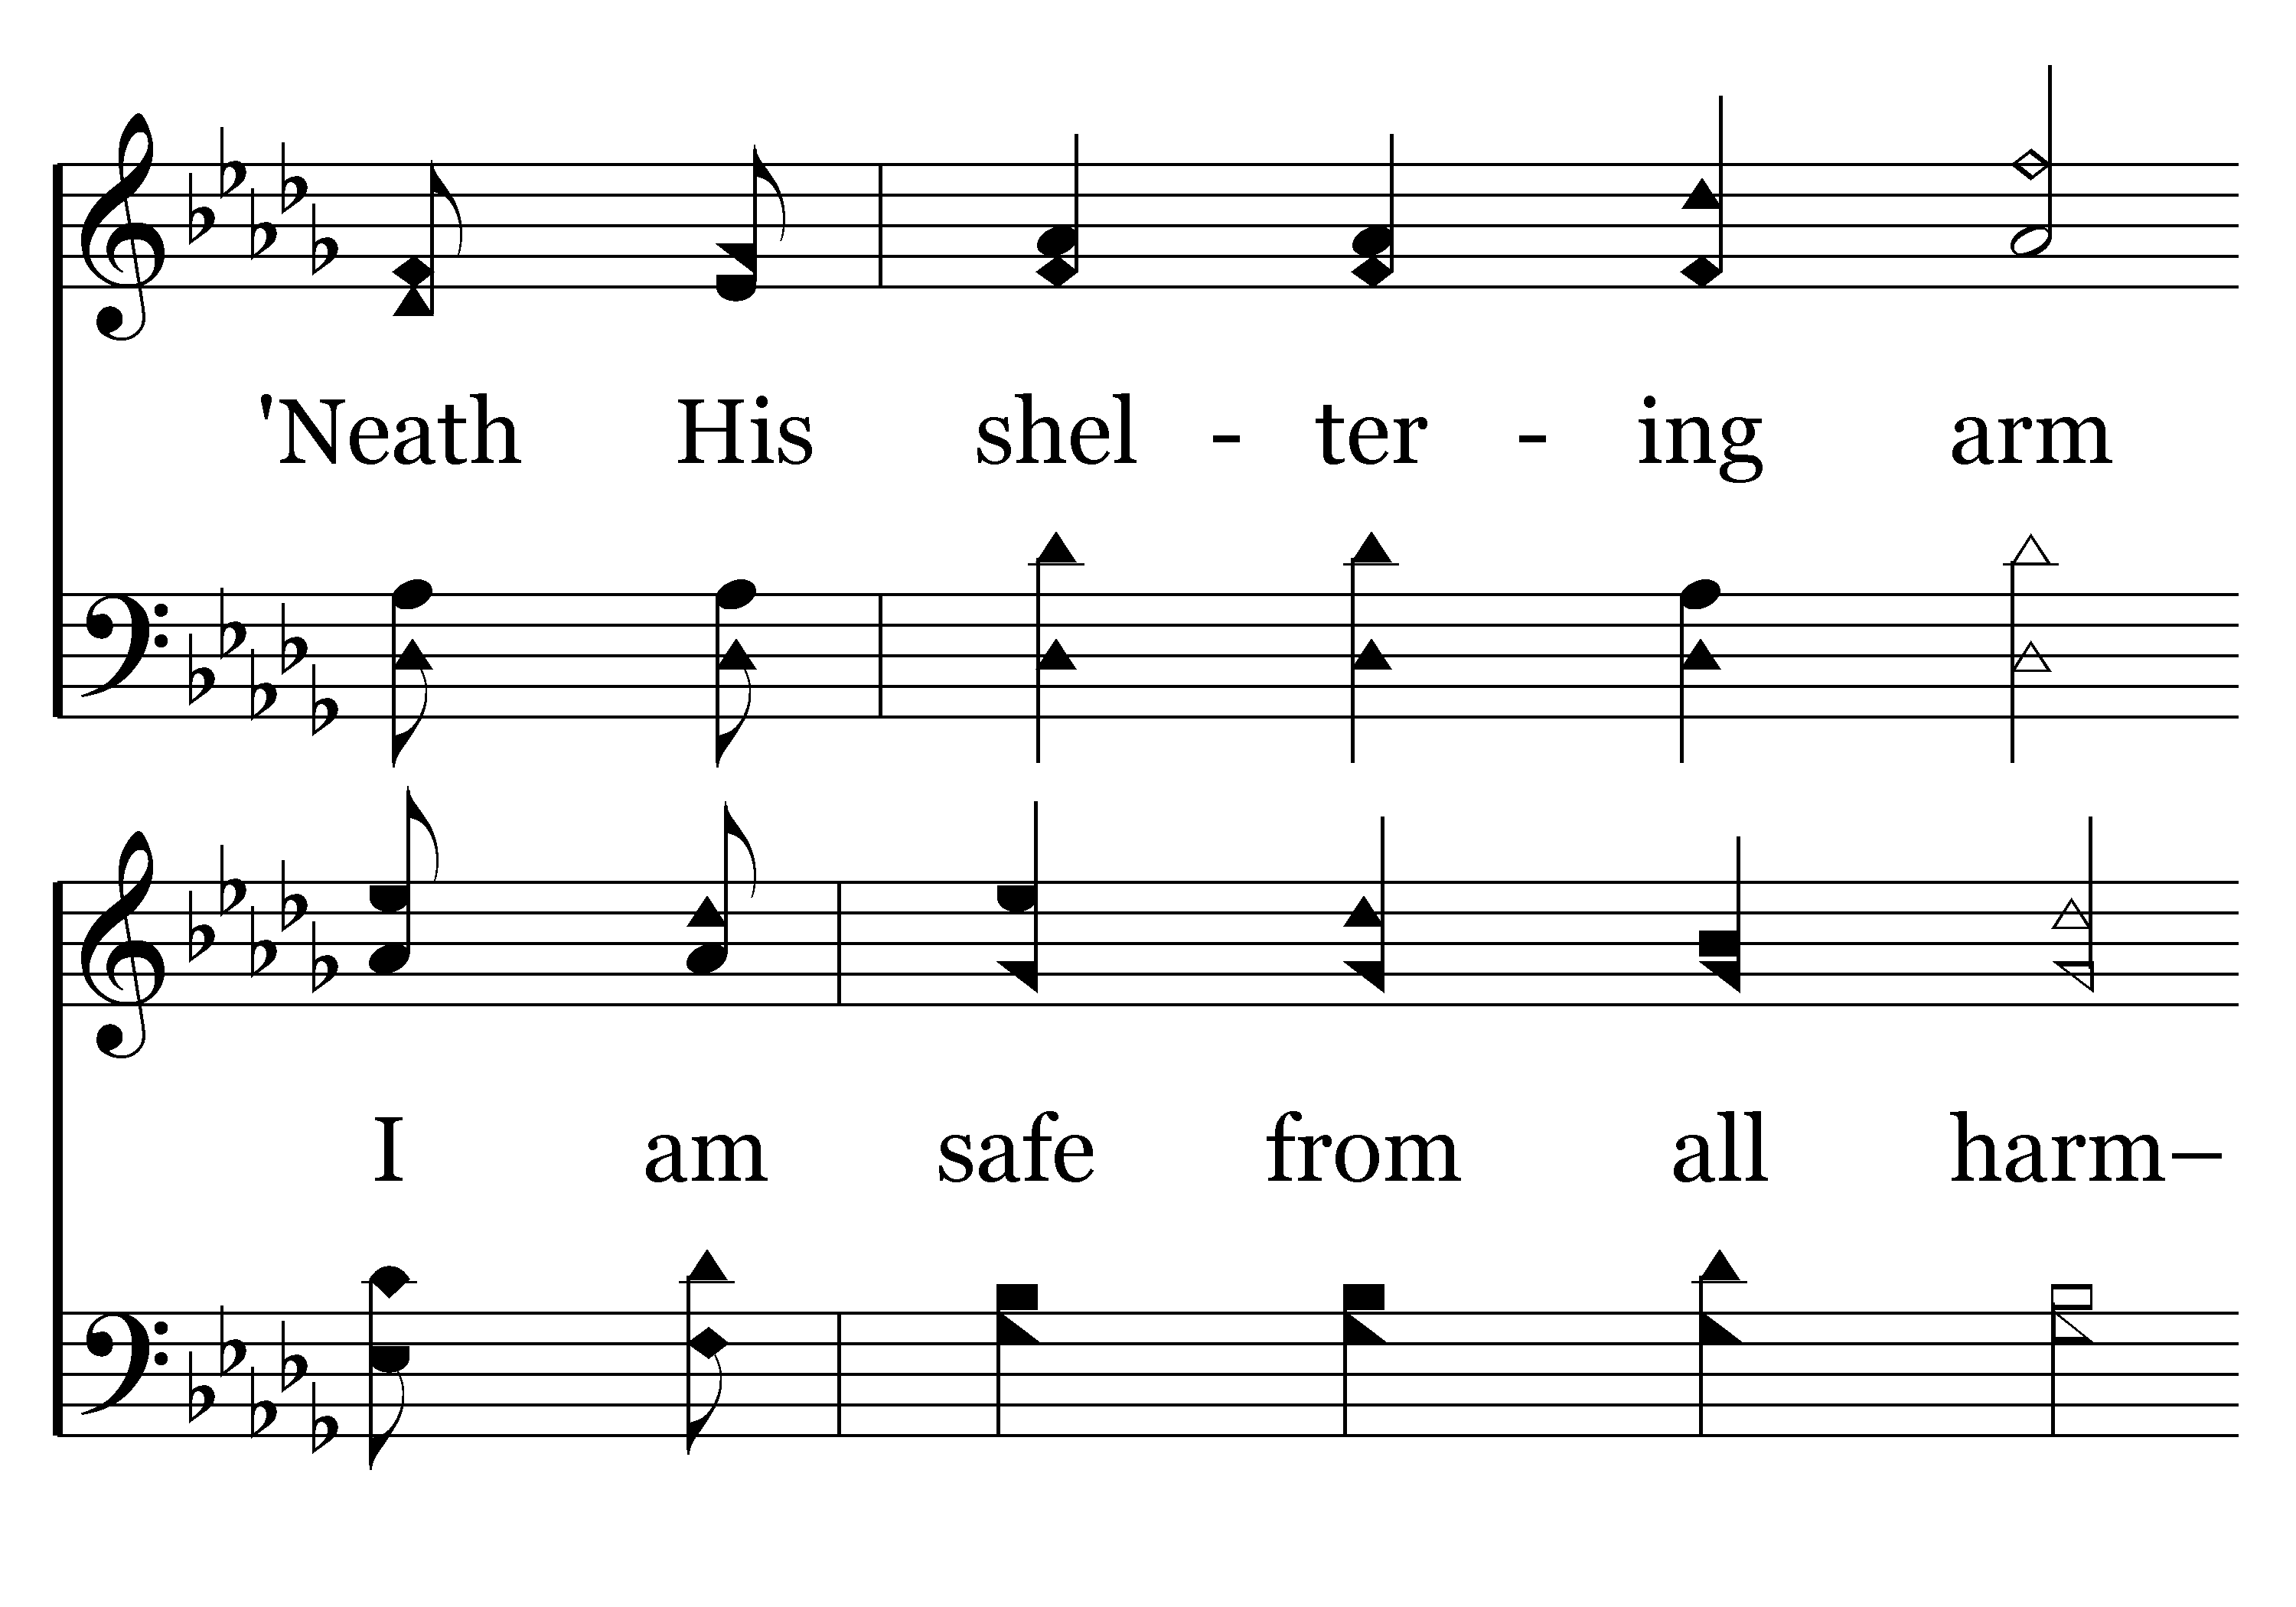 'Neath His shel - ter - ing arm
I am safe from all harm–